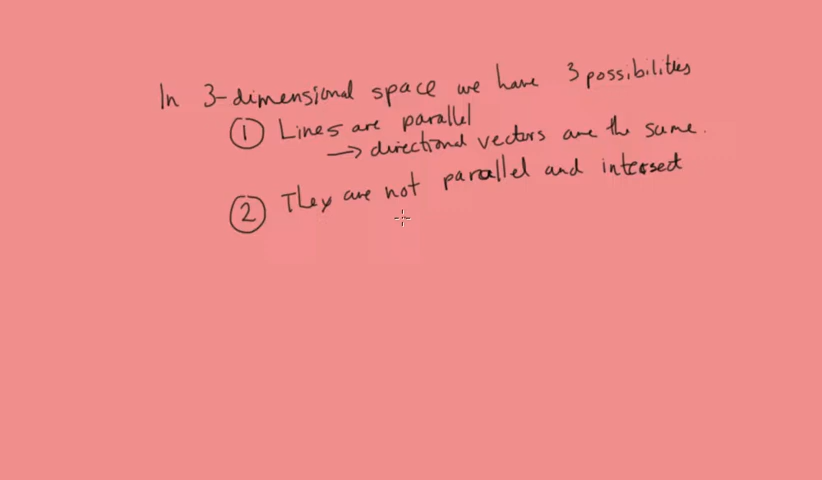 In 3-dimensional space we have 3 possibilities
① Lines are parallel
→ directional vectors are the same.
② They are not parallel and intersect